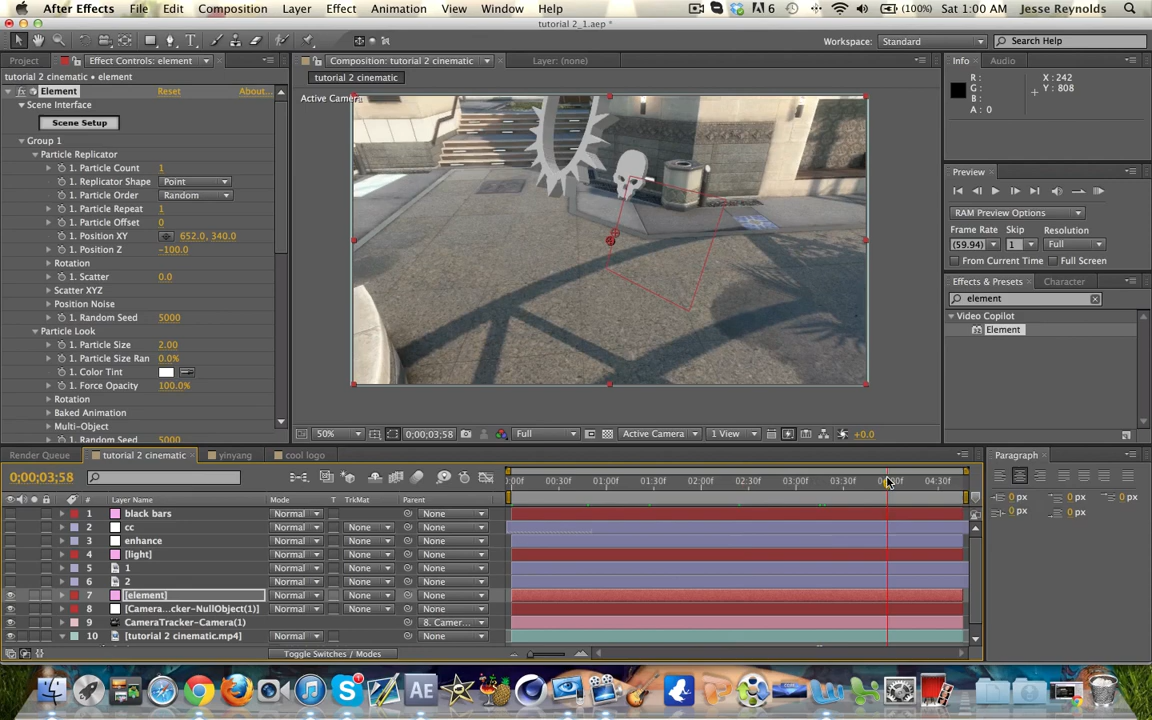 After Effects File Edit Composition Layer Effect Animation View Window Help 6 (100%) Sat 1:00 AM Jesse Reynolds
tutorial 2_1.aep *
Workspace: Standard Search Help
Project Effect Controls: element Composition: tutorial 2 cinematic Layer: (none) Info Audio
tutorial 2 cinematic • element tutorial 2 cinematic
R: X: 242
G: Y: 808
B:
A: 0
fx Element Reset About...
Active Camera
Scene Interface
Scene Setup
Group 1
Particle Replicator
1. Particle Count 1
1. Replicator Shape Point
1. Particle Order Random
1. Particle Repeat 1
1. Particle Offset 0
1. Position XY 652.0, 340.0
1. Position Z -100.0
Rotation
1. Scatter 0.0
Scatter XYZ
Position Noise
1. Random Seed 5000
Particle Look
1. Particle Size 2.00
1. Particle Size Ran 0.0%
1. Color Tint
1. Force Opacity 100.0%
Rotation
Baked Animation
Multi-Object
1. Random Seed 5000
Preview
RAM Preview Options
Frame Rate Skip Resolution
(59.94) 1 Full
From Current Time Full Screen
Effects & Presets Character
element
Video Copilot
Element
50% 0;00;03;58 Full Active Camera 1 View +0.0
Render Queue tutorial 2 cinematic yinyang cool logo Paragraph
0;00;03;58
:00f 00:30f 01:00f 01:30f 02:00f 02:30f 03:00f 03:30f 04:30f
# Layer Name Mode T TrkMat Parent
1 black bars Normal None
2 cc Normal None None
3 enhance Normal None None
4 [light] Normal None None
5 1 Normal None None
6 2 Normal None None
7 [element] Normal None None
8 [Camera...cker-NullObject(1)] Normal None None
9 CameraTracker-Camera(1) 8. Camer...
10 [tutorial 2 cinematic.mp4] Normal None
Toggle Switches / Modes
0 px 0 px 0 px
0 px 0 px
AE